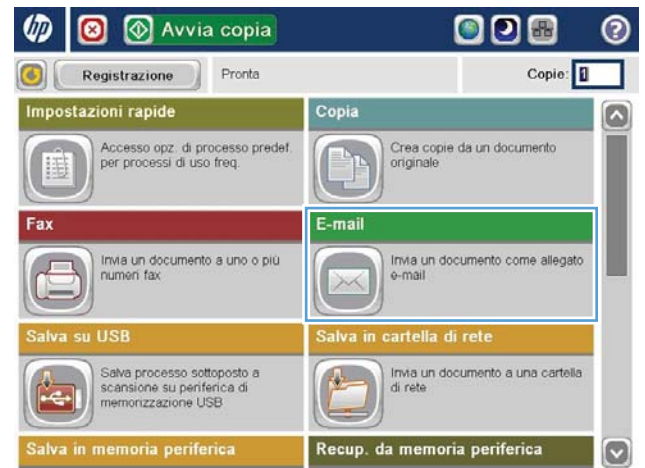 hp
Avvia copia
?
Registrazione
Pronta
Copie: 1
Impostazioni rapide
Accesso opz. di processo predef.
per processi di uso freq.
Copia
Crea copie da un documento
originale
Fax
Invia un documento a uno o più
numeri fax
E-mail
Invia un documento come allegato
e-mail
Salva su USB
Salva processo sottoposto a
scansione su periferica di
memorizzazione USB
Salva in cartella di rete
Invia un documento a una cartella
di rete
Salva in memoria periferica
Recup. da memoria periferica